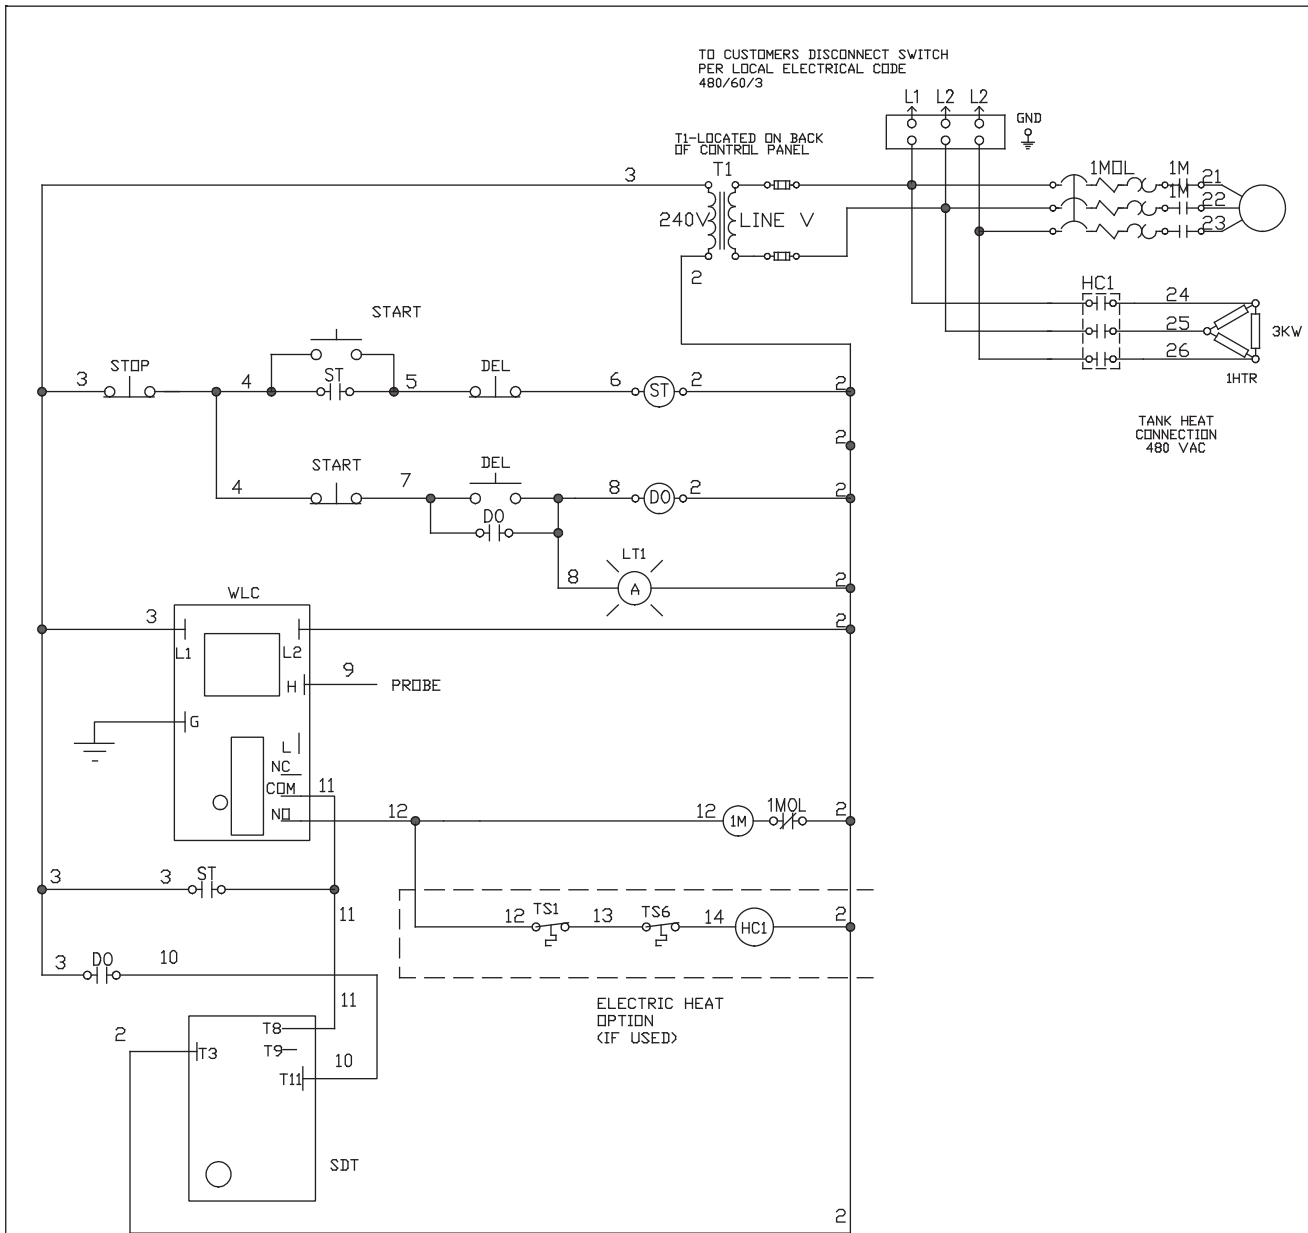 TO CUSTOMERS DISCONNECT SWITCH
PER LOCAL ELECTRICAL CODE
480/60/3
L1 L2 L2
GND
T1-LOCATED ON BACK
OF CONTROL PANEL
3
T1
1MOL
1M
21
1M
22
240V
LINE V
23
2
HC1
24
25
3KW
26
1HTR
START
STOP
DEL
3
4
ST
5
6
ST
2
2
TANK HEAT
CONNECTION
480 VAC
2
START
DEL
4
7
8
DO
2
2
DO
LT1
8
A
2
WLC
3
2
L1
L2
9
H
PROBE
G
L
NC
COM
11
NO
12
12
1M
1MOL
2
3
3
ST
11
12
TS1
13
TS6
14
HC1
2
3
DO
10
11
ELECTRIC HEAT
OPTION
(IF USED)
2
T8
T9
T3
10
T11
SDT
2